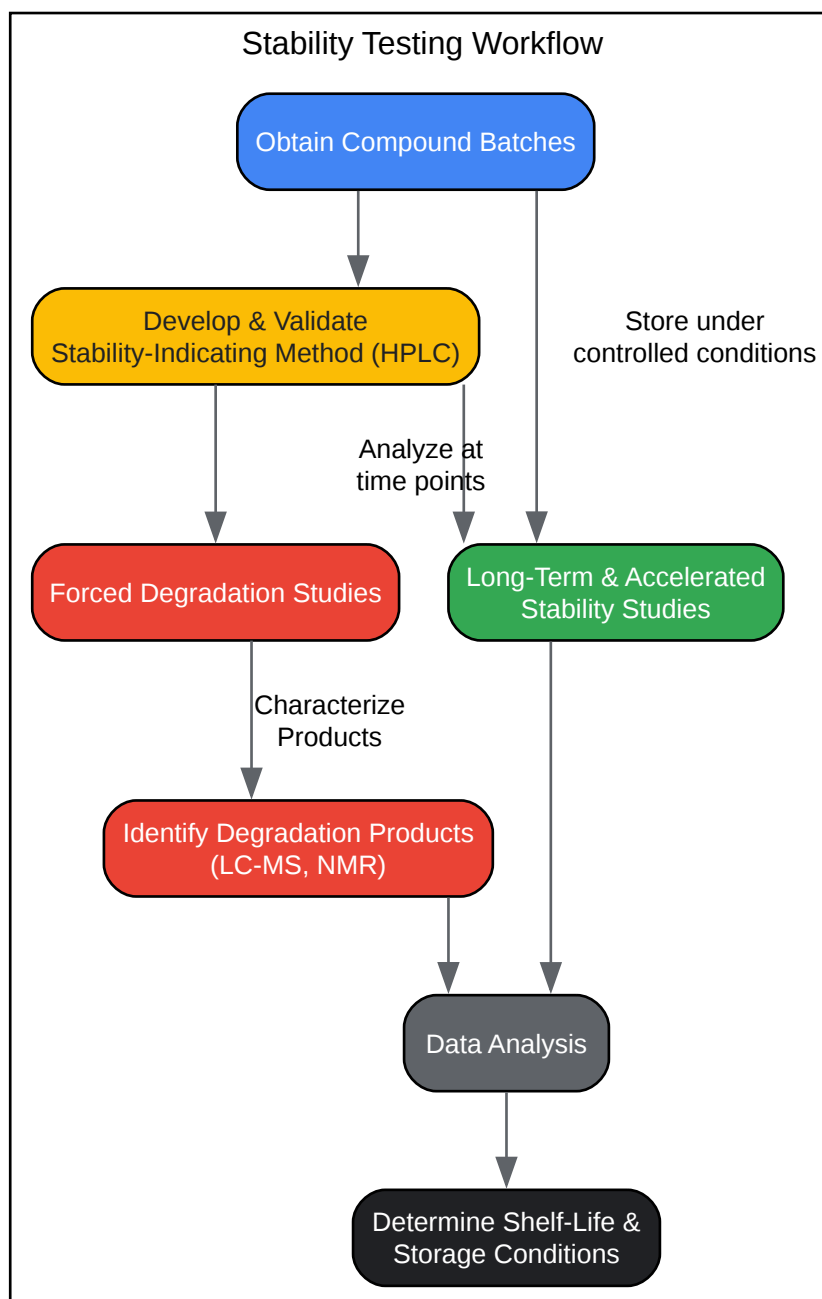 Stability Testing Workflow
Obtain Compound Batches
Develop & Validate
Stability-Indicating Method (HPLC)
Store under
controlled conditions
Analyze at
time points
Forced Degradation Studies
Long-Term & Accelerated
Stability Studies
Characterize
Products
Identify Degradation Products
(LC-MS, NMR)
Data Analysis
Determine Shelf-Life &
Storage Conditions